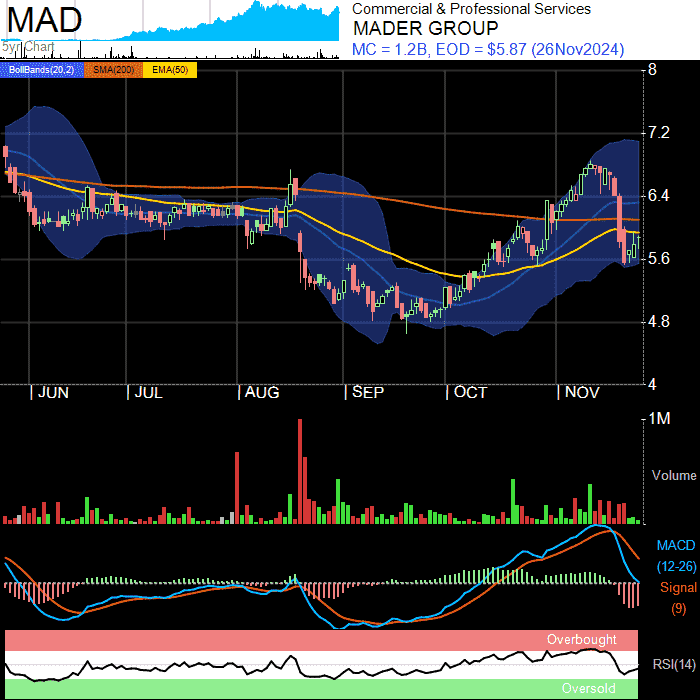 MAD
5yr Chart
Commercial & Professional Services
MADER GROUP
MC = 1.2B, EOD = $5.87 (26Nov2024)
BollBands(20,2) SMA(200) EMA(50)
8
7.2
6.4
5.6
4.8
4
| JUN | JUL | AUG | SEP | OCT | NOV
1M
Volume
MACD
(12-26)
Signal
(9)
Overbought
RSI(14)
Oversold